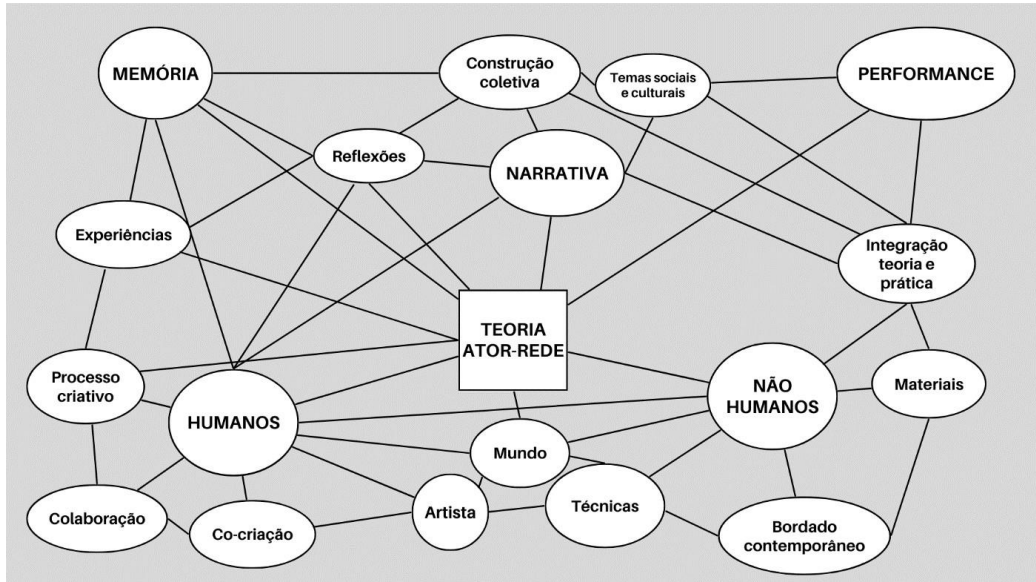 MEMÓRIA
Construção
coletiva
Temas sociais
e culturais
PERFORMANCE
Reflexões
NARRATIVA
Experiências
Integração
teoria e
prática
TEORIA
ATOR-REDE
Processo
criativo
HUMANOS
NÃO
HUMANOS
Materiais
Mundo
Colaboração
Co-criação
Artista
Técnicas
Bordado
contemporâneo